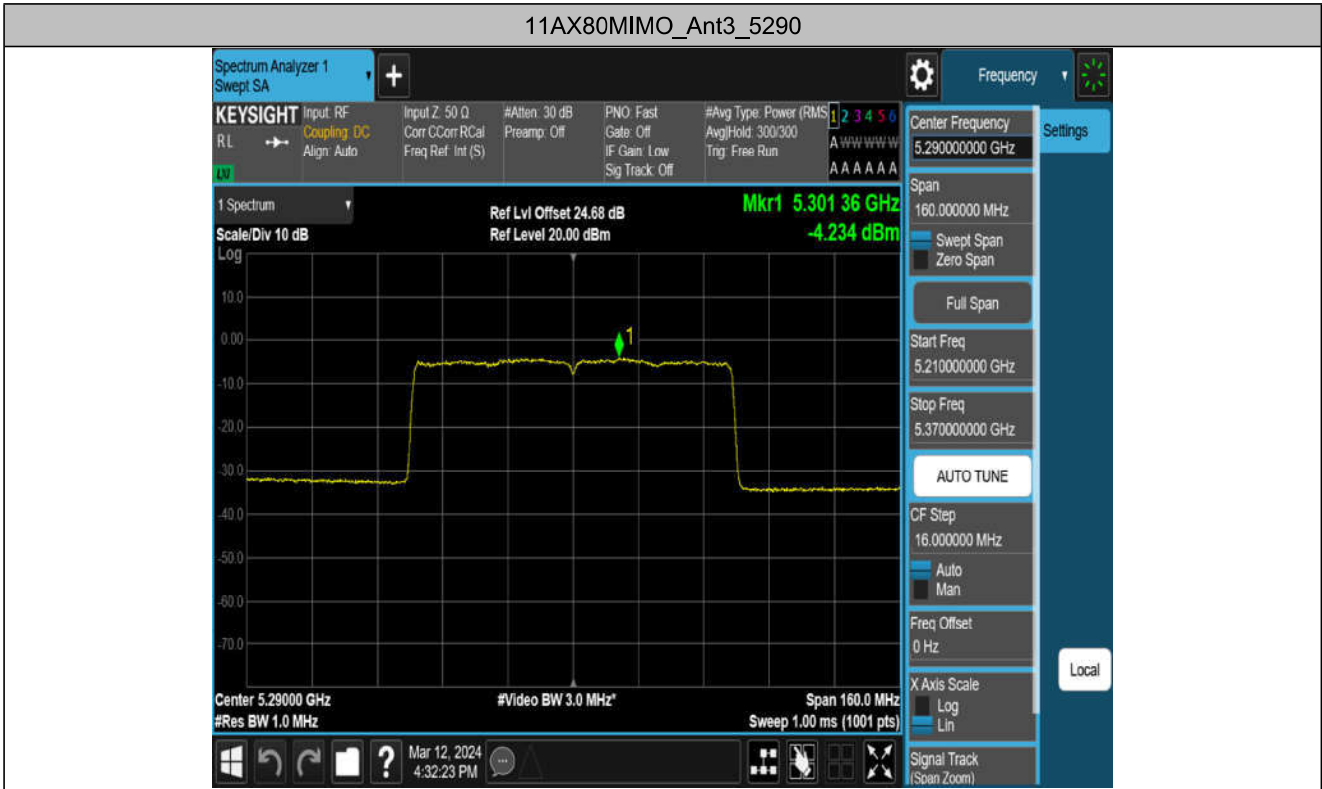 11AX80MIMO_Ant3_5290
Spectrum Analyzer 1
Swept SA
+
Frequency
KEYSIGHT
RL
Input: RF
Coupling: DC
Align: Auto
Input Z: 50 Ω
Corr CCorr RCal
Freq Ref: Int (S)
#Atten: 30 dB
Preamp: Off
PNO: Fast
Gate: Off
IF Gain: Low
Sig Track: Off
#Avg Type: Power (RMS
Avg|Hold: 300/300
Trig: Free Run
1 2 3 4 5 6
A W W W W W
A A A A A A
1 Spectrum
Scale/Div 10 dB
Log
Ref Lvl Offset 24.68 dB
Ref Level 20.00 dBm
Mkr1 5.301 36 GHz
-4.234 dBm
10.0
0.00
-10.0
-20.0
-30.0
-40.0
-50.0
-60.0
-70.0
1
Center 5.29000 GHz
#Res BW 1.0 MHz
#Video BW 3.0 MHz*
Span 160.0 MHz
Sweep 1.00 ms (1001 pts)
Mar 12, 2024
4:32:23 PM
?
Center Frequency
5.290000000 GHz
Settings
Span
160.000000 MHz
Swept Span
Zero Span
Full Span
Start Freq
5.210000000 GHz
Stop Freq
5.370000000 GHz
AUTO TUNE
CF Step
16.000000 MHz
Auto
Man
Freq Offset
0 Hz
X Axis Scale
Log
Lin
Local
Signal Track
(Span Zoom)